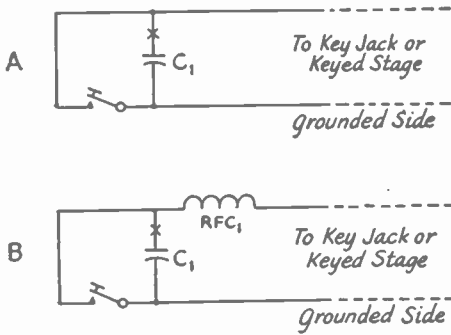 A
C1
To Key Jack or
Keyed Stage
Grounded Side
B
RFC1
C1
To Key Jack or
Keyed Stage
Grounded Side